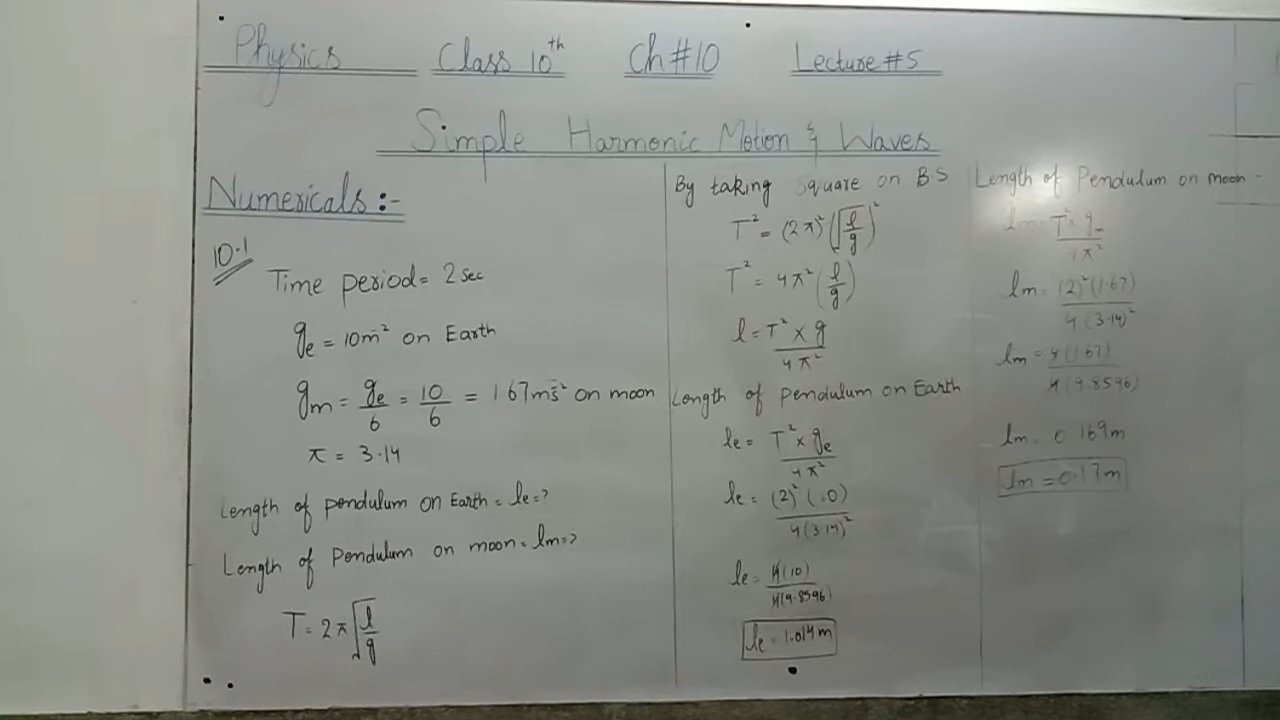 Physics Class 10th Ch#10 Lecture#5
Simple Harmonic Motion & Waves
Numericals:-
10.1
Time period = 2 sec
ge = 10ms⁻² on Earth
gm = ge/6 = 10/6 = 1.67ms⁻² on moon
π = 3.14
Length of pendulum on Earth = le=?
Length of Pendulum on moon = lm=?
T = 2π√(l/g)
By taking square on BS
T² = (2π)²(√(l/g))²
T² = 4π²(l/g)
l = T² × g / 4π²
Length of pendulum on Earth
le = T² × ge / 4π²
le = (2)² (10) / 4(3.14)²
le = 4(10) / 4(9.8596)
le = 1.014m
Length of Pendulum on moon -
lm = T² × gm / 4π²
lm = (2)²(1.67) / 4(3.14)²
lm = 4(1.67) / 4(9.8596)
lm = 0.169m
lm = 0.17m